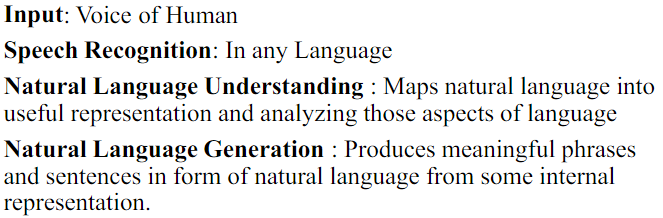 Input: Voice of Human
Speech Recognition: In any Language
Natural Language Understanding : Maps natural language into
useful representation and analyzing those aspects of language
Natural Language Generation : Produces meaningful phrases
and sentences in form of natural language from some internal
representation.